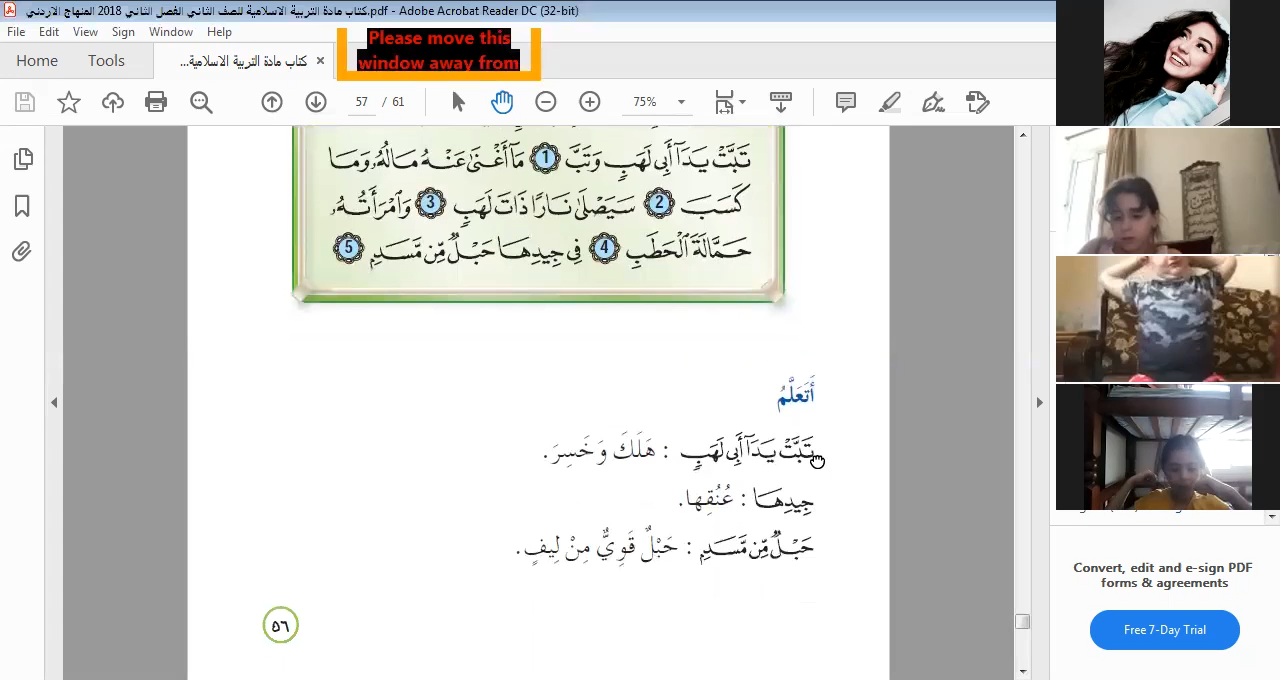 كتاب مادة التربية الاسلامية للصف الثاني الفصل الثاني 2018 المنهاج الاردني.pdf - Adobe Acrobat Reader DC (32-bit)
File Edit View Sign Window Help
Please move this
window away from
Home Tools كتاب مادة التربية الاسلامية... ×
57 / 61 75%
تَبَّتْ يَدَآ أَبِى لَهَبٍ وَتَبَّ 1 مَآ أَغْنَىٰ عَنْهُ مَالُهُۥ وَمَا
كَسَبَ 2 سَيَصْلَىٰ نَارًا ذَاتَ لَهَبٍ 3 وَٱمْرَأَتُهُۥ
حَمَّالَةَ ٱلْحَطَبِ 4 فِى جِيدِهَا حَبْلٌ مِّن مَّسَدٍ 5
أَتَعَلَّمُ
تَبَّتْ يَدَآ أَبِى لَهَبٍ : هَلَكَ وَخَسِرَ.
جِيدِهَا : عُنُقِها.
حَبْلٌ مِّن مَّسَدٍ : حَبْلٌ قَوِيٌّ مِنْ لِيفٍ.
٥٦
Convert, edit and e-sign PDF
forms & agreements
Free 7-Day Trial